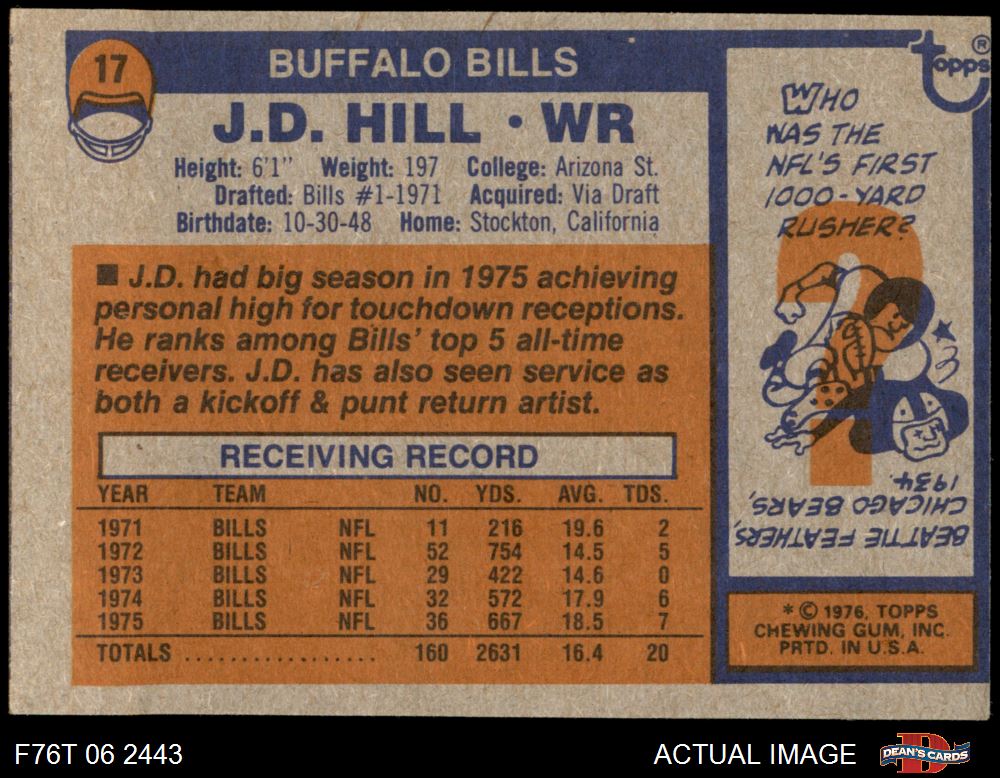 17
BUFFALO BILLS
J.D. HILL • WR
Height: 6'1" Weight: 197 College: Arizona St.
Drafted: Bills #1-1971 Acquired: Via Draft
Birthdate: 10-30-48 Home: Stockton, California
■ J.D. had big season in 1975 achieving
personal high for touchdown receptions.
He ranks among Bills' top 5 all-time
receivers. J.D. has also seen service as
both a kickoff & punt return artist.
RECEIVING RECORD
YEAR TEAM NO. YDS. AVG. TDS.
1971 BILLS NFL 11 216 19.6 2
1972 BILLS NFL 52 754 14.5 5
1973 BILLS NFL 29 422 14.6 0
1974 BILLS NFL 32 572 17.9 6
1975 BILLS NFL 36 667 18.5 7
TOTALS .................. 160 2631 16.4 20
topps®
WHO
WAS THE
NFL'S FIRST
1000-YARD
RUSHER?
BEATTIE FEATHERS,
CHICAGO BEARS,
1934.
* © 1976, TOPPS
CHEWING GUM, INC.
PRTD. IN U.S.A.
F76T 06 2443
ACTUAL IMAGE
DEAN'S CARDS